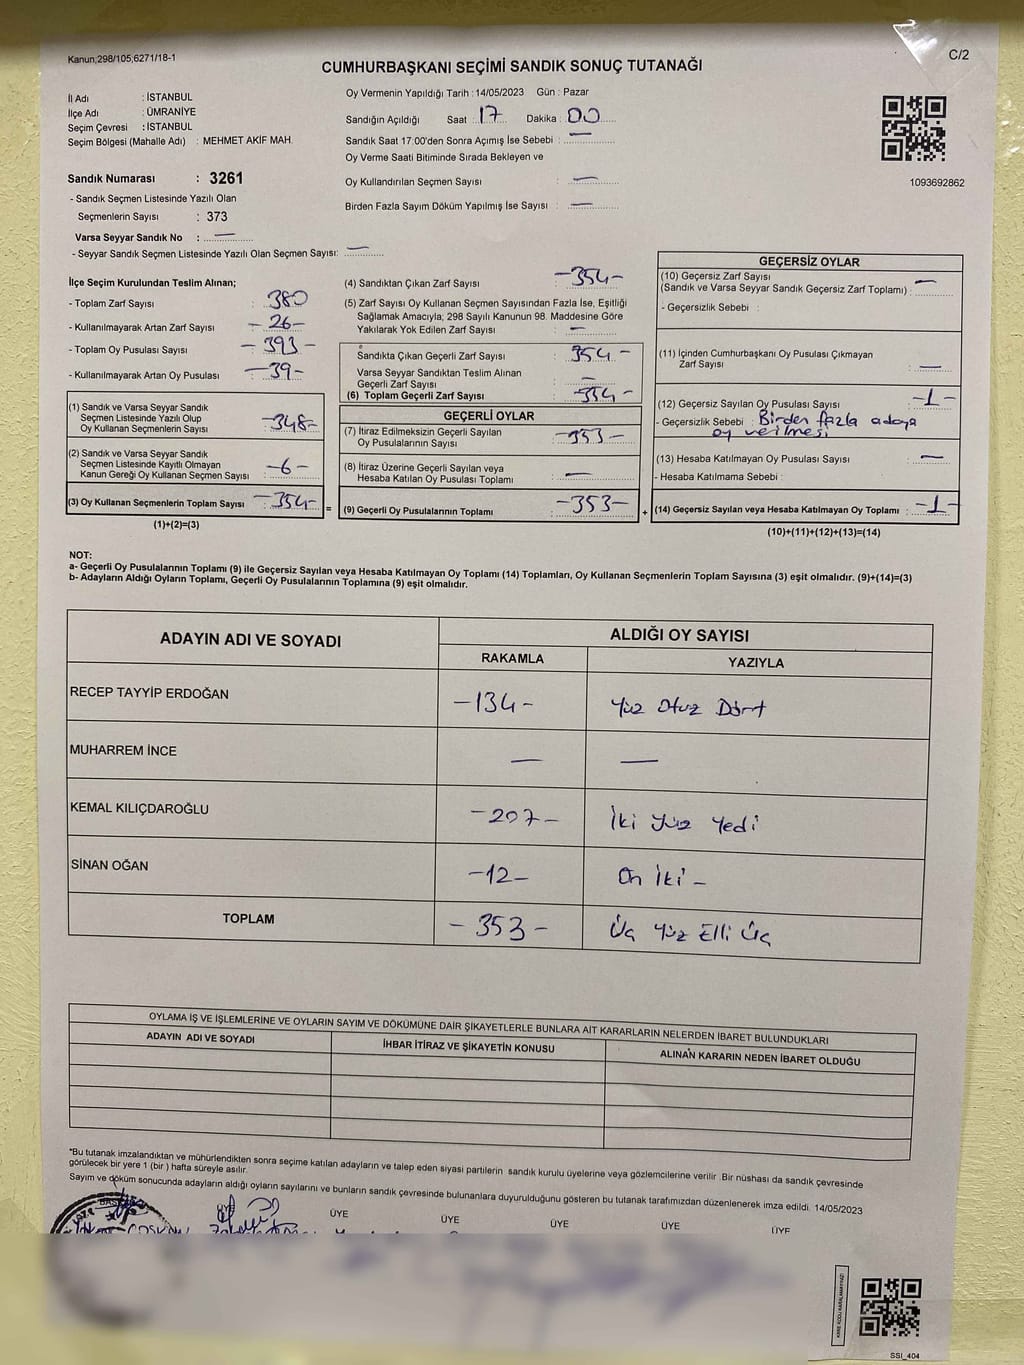 Kanun;298/105;6271/18-1
C/2
CUMHURBAŞKANI SEÇİMİ SANDIK SONUÇ TUTANAĞI
İl Adı : İSTANBUL
İlçe Adı : ÜMRANİYE
Seçim Çevresi : İSTANBUL
Seçim Bölgesi (Mahalle Adı) : MEHMET AKİF MAH.
Sandık Numarası : 3261
- Sandık Seçmen Listesinde Yazılı Olan
Seçmenlerin Sayısı : 373
Varsa Seyyar Sandık No : —
- Seyyar Sandık Seçmen Listesinde Yazılı Olan Seçmen Sayısı: —
Oy Vermenin Yapıldığı Tarih : 14/05/2023 Gün : Pazar
Sandığın Açıldığı Saat 17 Dakika 00
Sandık Saat 17:00'den Sonra Açımış İse Sebebi : —
Oy Verme Saati Bitiminde Sırada Bekleyen ve
Oy Kullandırılan Seçmen Sayısı : —
Birden Fazla Sayım Döküm Yapılmış İse Sayısı : —
1093692862
İlçe Seçim Kurulundan Teslim Alınan;
- Toplam Zarf Sayısı : 380
- Kullanılmayarak Artan Zarf Sayısı : -26-
- Toplam Oy Pusulası Sayısı : -393-
- Kullanılmayarak Artan Oy Pusulası : -39-
(1) Sandık ve Varsa Seyyar Sandık
Seçmen Listesinde Yazılı Olup
Oy Kullanan Seçmenlerin Sayısı : -348-
(2) Sandık ve Varsa Seyyar Sandık
Seçmen Listesinde Kayıtlı Olmayan
Kanun Gereği Oy Kullanan Seçmen Sayısı : -6-
(3) Oy Kullanan Seçmenlerin Toplam Sayısı : -354-
(1)+(2)=(3)
=
(4) Sandıktan Çıkan Zarf Sayısı : -354-
(5) Zarf Sayısı Oy Kullanan Seçmen Sayısından Fazla İse, Eşitliği
Sağlamak Amacıyla; 298 Sayılı Kanunun 98. Maddesine Göre
Yakılarak Yok Edilen Zarf Sayısı : —
Sandıkta Çıkan Geçerli Zarf Sayısı : 354-
Varsa Seyyar Sandıktan Teslim Alınan
Geçerli Zarf Sayısı : —
(6) Toplam Geçerli Zarf Sayısı : -354-
GEÇERLİ OYLAR
(7) İtiraz Edilmeksizin Geçerli Sayılan
Oy Pusulalarının Sayısı : -353-
(8) İtiraz Üzerine Geçerli Sayılan veya
Hesaba Katılan Oy Pusulası Toplamı : —
(9) Geçerli Oy Pusulalarının Toplamı : -353-
+
GEÇERSİZ OYLAR
(10) Geçersiz Zarf Sayısı
(Sandık ve Varsa Seyyar Sandık Geçersiz Zarf Toplamı) : —
- Geçersizlik Sebebi :
(11) İçinden Cumhurbaşkanı Oy Pusulası Çıkmayan
Zarf Sayısı : —
(12) Geçersiz Sayılan Oy Pusulası Sayısı : -1-
- Geçersizlik Sebebi : Birden fazla adaya
oy verilmesi
(13) Hesaba Katılmayan Oy Pusulası Sayısı : —
- Hesaba Katılmama Sebebi :
(14) Geçersiz Sayılan veya Hesaba Katılmayan Oy Toplamı : -1-
(10)+(11)+(12)+(13)=(14)
NOT:
a- Geçerli Oy Pusulalarının Toplamı (9) ile Geçersiz Sayılan veya Hesaba Katılmayan Oy Toplamı (14) Toplamları, Oy Kullanan Seçmenlerin Toplam Sayısına (3) eşit olmalıdır. (9)+(14)=(3)
b- Adayların Aldığı Oyların Toplamı, Geçerli Oy Pusulalarının Toplamına (9) eşit olmalıdır.
ADAYIN ADI VE SOYADI
ALDIĞI OY SAYISI
RAKAMLA YAZIYLA
RECEP TAYYİP ERDOĞAN -134- Yüz Otuz Dört
MUHARREM İNCE — —
KEMAL KILIÇDAROĞLU -207- İki Yüz Yedi
SİNAN OĞAN -12- On İki -
TOPLAM -353- Üç Yüz Elli Üç
OYLAMA İŞ VE İŞLEMLERİNE VE OYLARIN SAYIM VE DÖKÜMÜNE DAİR ŞİKAYETLERLE BUNLARA AİT KARARLARIN NELERDEN İBARET BULUNDUKLARI
ADAYIN ADI VE SOYADI İHBAR İTİRAZ VE ŞİKAYETİN KONUSU ALINAN KARARIN NEDEN İBARET OLDUĞU
*Bu tutanak imzalandıktan ve mühürlendikten sonra seçime katılan adayların ve talep eden siyasi partilerin sandık kurulu üyelerine veya gözlemcilerine verilir. Bir nüshası da sandık çevresinde
görülecek bir yere 1 (bir) hafta süreyle asılır.
Sayım ve döküm sonucunda adayların aldığı oyların sayılarını ve bunların sandık çevresinde bulunanlara duyurulduğunu gösteren bu tutanak tarafımızdan düzenlenerek imza edildi. 14/05/2023
BAŞKAN ÜYE ÜYE ÜYE ÜYE ÜYE ÜYE
SSI_404